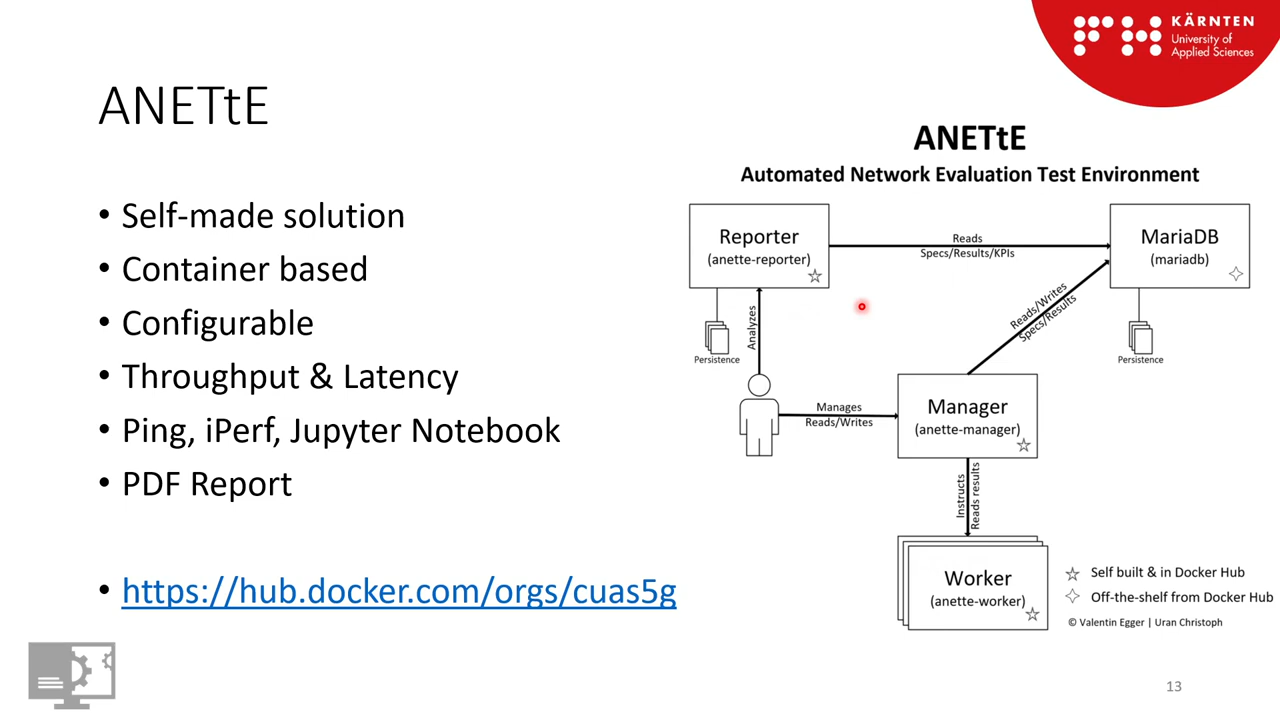 KÄRNTEN
University of
Applied Sciences
ANETtE
• Self-made solution
• Container based
• Configurable
• Throughput & Latency
• Ping, iPerf, Jupyter Notebook
• PDF Report
• https://hub.docker.com/orgs/cuas5g
ANETtE
Automated Network Evaluation Test Environment
Reporter
(anette-reporter)
Reads
Specs/Results/KPIs
MariaDB
(mariadb)
Persistence
Analyzes
Reads/Writes
Specs/Results
Persistence
Manages
Reads/Writes
Manager
(anette-manager)
Instructs
Reads results
Worker
(anette-worker)
Self built & in Docker Hub
Off-the-shelf from Docker Hub
© Valentin Egger | Uran Christoph
13